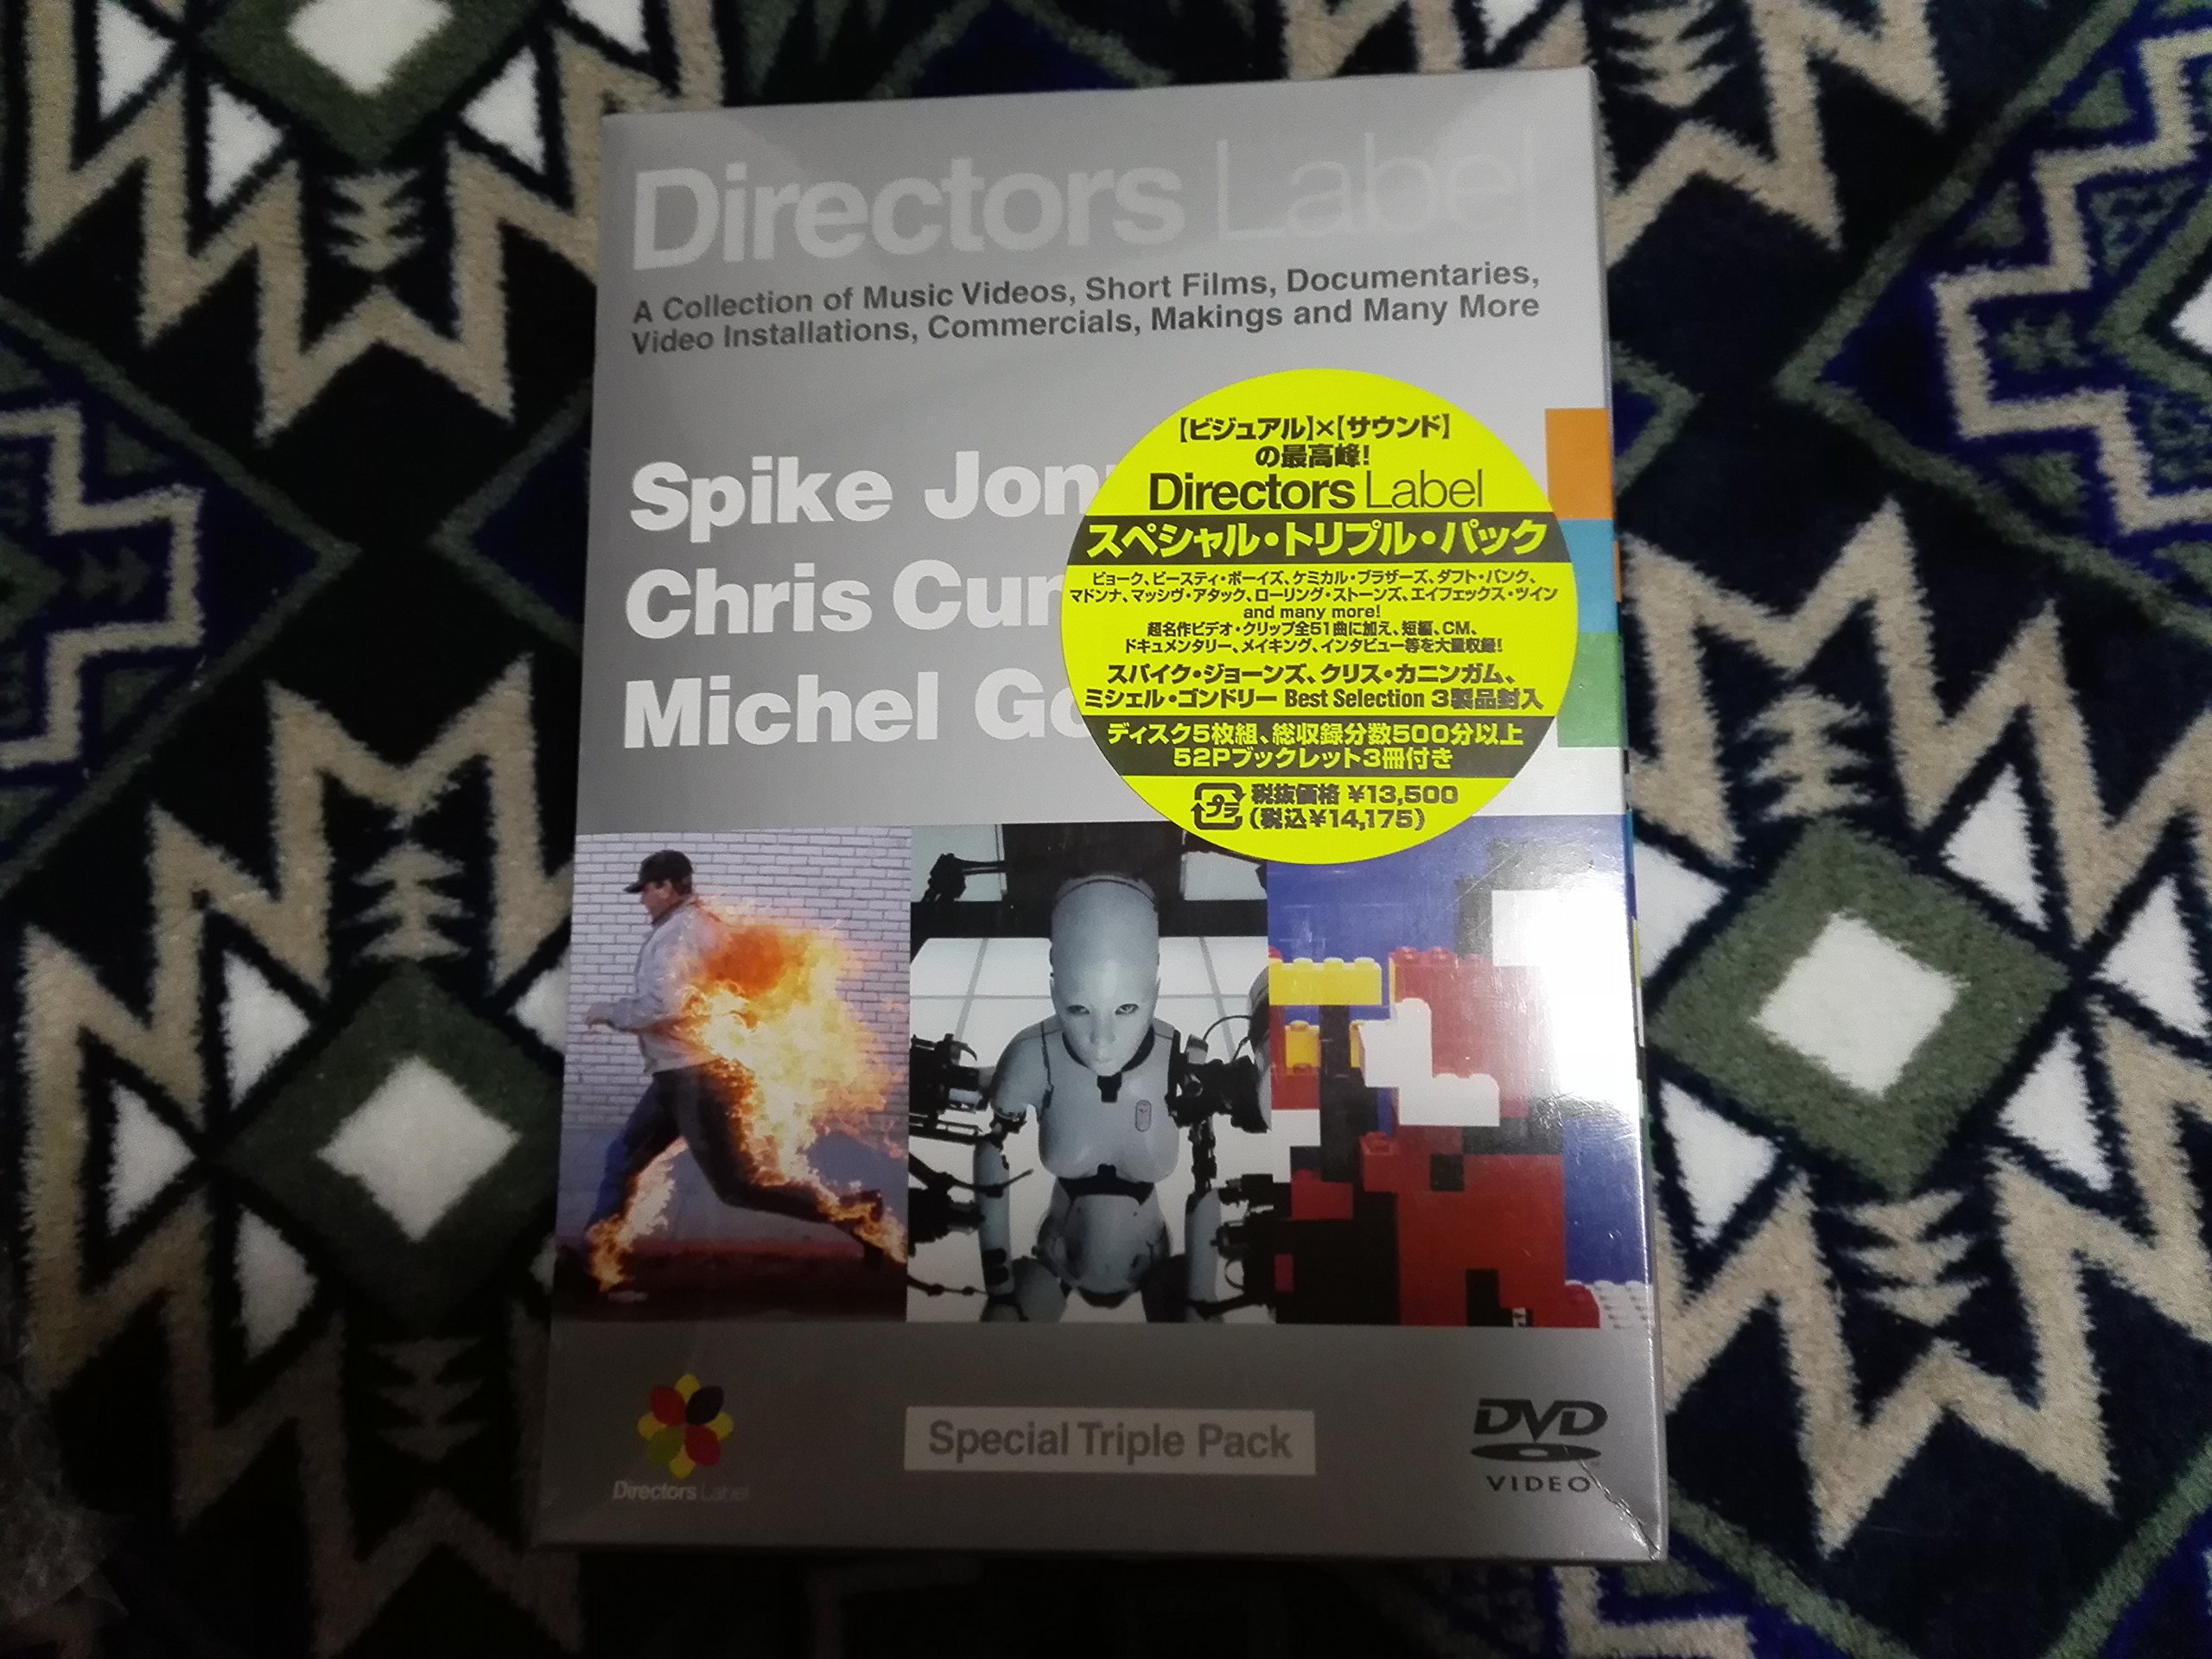 Directors Label
A Collection of Music Videos, Short Films, Documentaries,
Video Installations, Commercials, Makings and Many More
Spike Jon
Chris Cun
Michel Go
【ビジュアル】×【サウンド】
の最高峰!
Directors Label
スペシャル・トリプル・パック
ビョーク、ビースティ・ボーイズ、ケミカル・ブラザーズ、ダフト・パンク、
マドンナ、マッシヴ・アタック、ローリング・ストーンズ、エイフェックス・ツイン
and many more!
超名作ビデオ・クリップ全51曲に加え、短編、CM、
ドキュメンタリー、メイキング、インタビュー等を大量収録!
スパイク・ジョーンズ、クリス・カニンガム、
ミシェル・ゴンドリー Best Selection 3製品封入
ディスク5枚組、総収録分数500分以上
52Pブックレット3冊付き
プラ 税抜価格 ¥13,500
(税込¥14,175)
Directors Label
Special Triple Pack
DVD
VIDEO